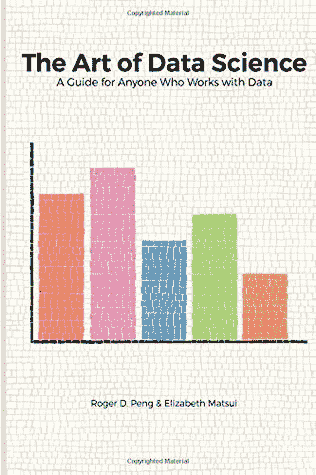 Copyrighted Material
The Art of Data Science
A Guide for Anyone Who Works with Data
Roger D. Peng & Elizabeth Matsui
Copyrighted Material